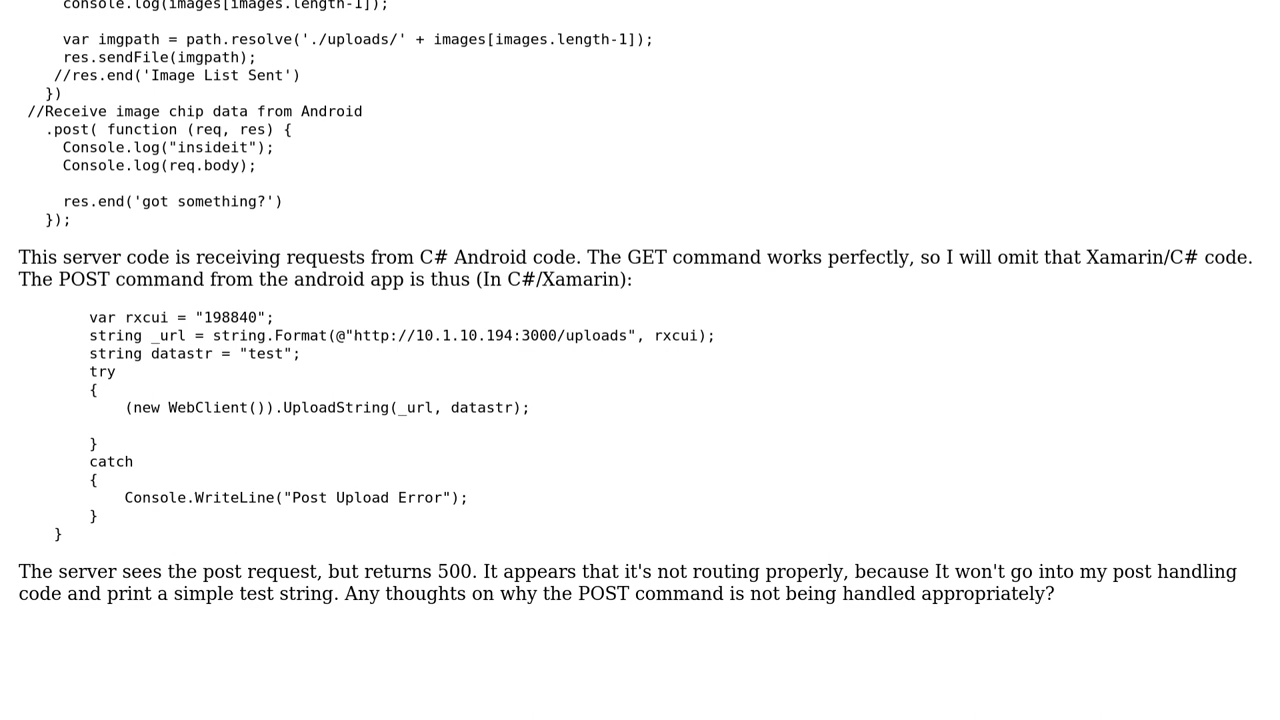 console.log(images[images.length-1]);
var imgpath = path.resolve('./uploads/' + images[images.length-1]);
res.sendFile(imgpath);
//res.end('Image List Sent')
})
//Receive image chip data from Android
.post( function (req, res) {
Console.log("insideit");
Console.log(req.body);
res.end('got something?')
});
This server code is receiving requests from C# Android code. The GET command works perfectly, so I will omit that Xamarin/C# code.
The POST command from the android app is thus (In C#/Xamarin):
var rxcui = "198840";
string _url = string.Format(@"http://10.1.10.194:3000/uploads", rxcui);
string datastr = "test";
try
{
(new WebClient()).UploadString(_url, datastr);
}
catch
{
Console.WriteLine("Post Upload Error");
}
}
The server sees the post request, but returns 500. It appears that it's not routing properly, because It won't go into my post handling
code and print a simple test string. Any thoughts on why the POST command is not being handled appropriately?